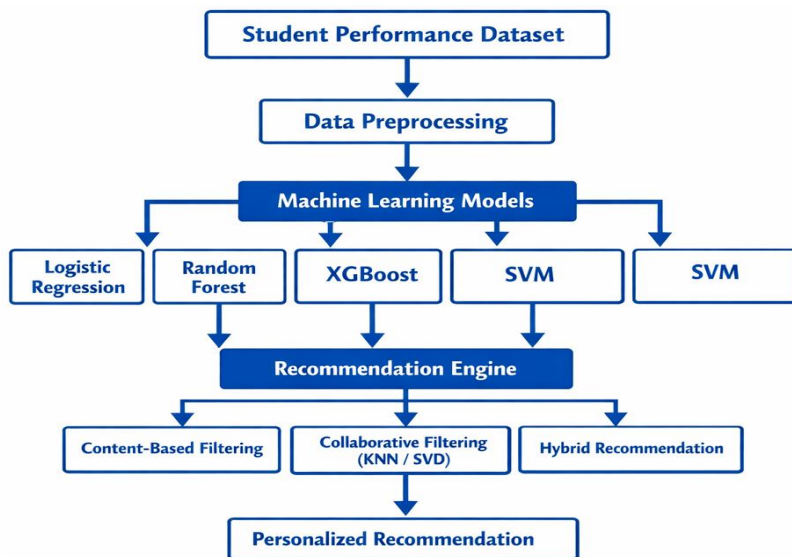 Student Performance Dataset
Data Preprocessing
Machine Learning Models
Logistic
Regression
Random
Forest
XGBoost
SVM
SVM
Recommendation Engine
Content-Based Filtering
Collaborative Filtering
(KNN / SVD)
Hybrid Recommendation
Personalized Recommendation